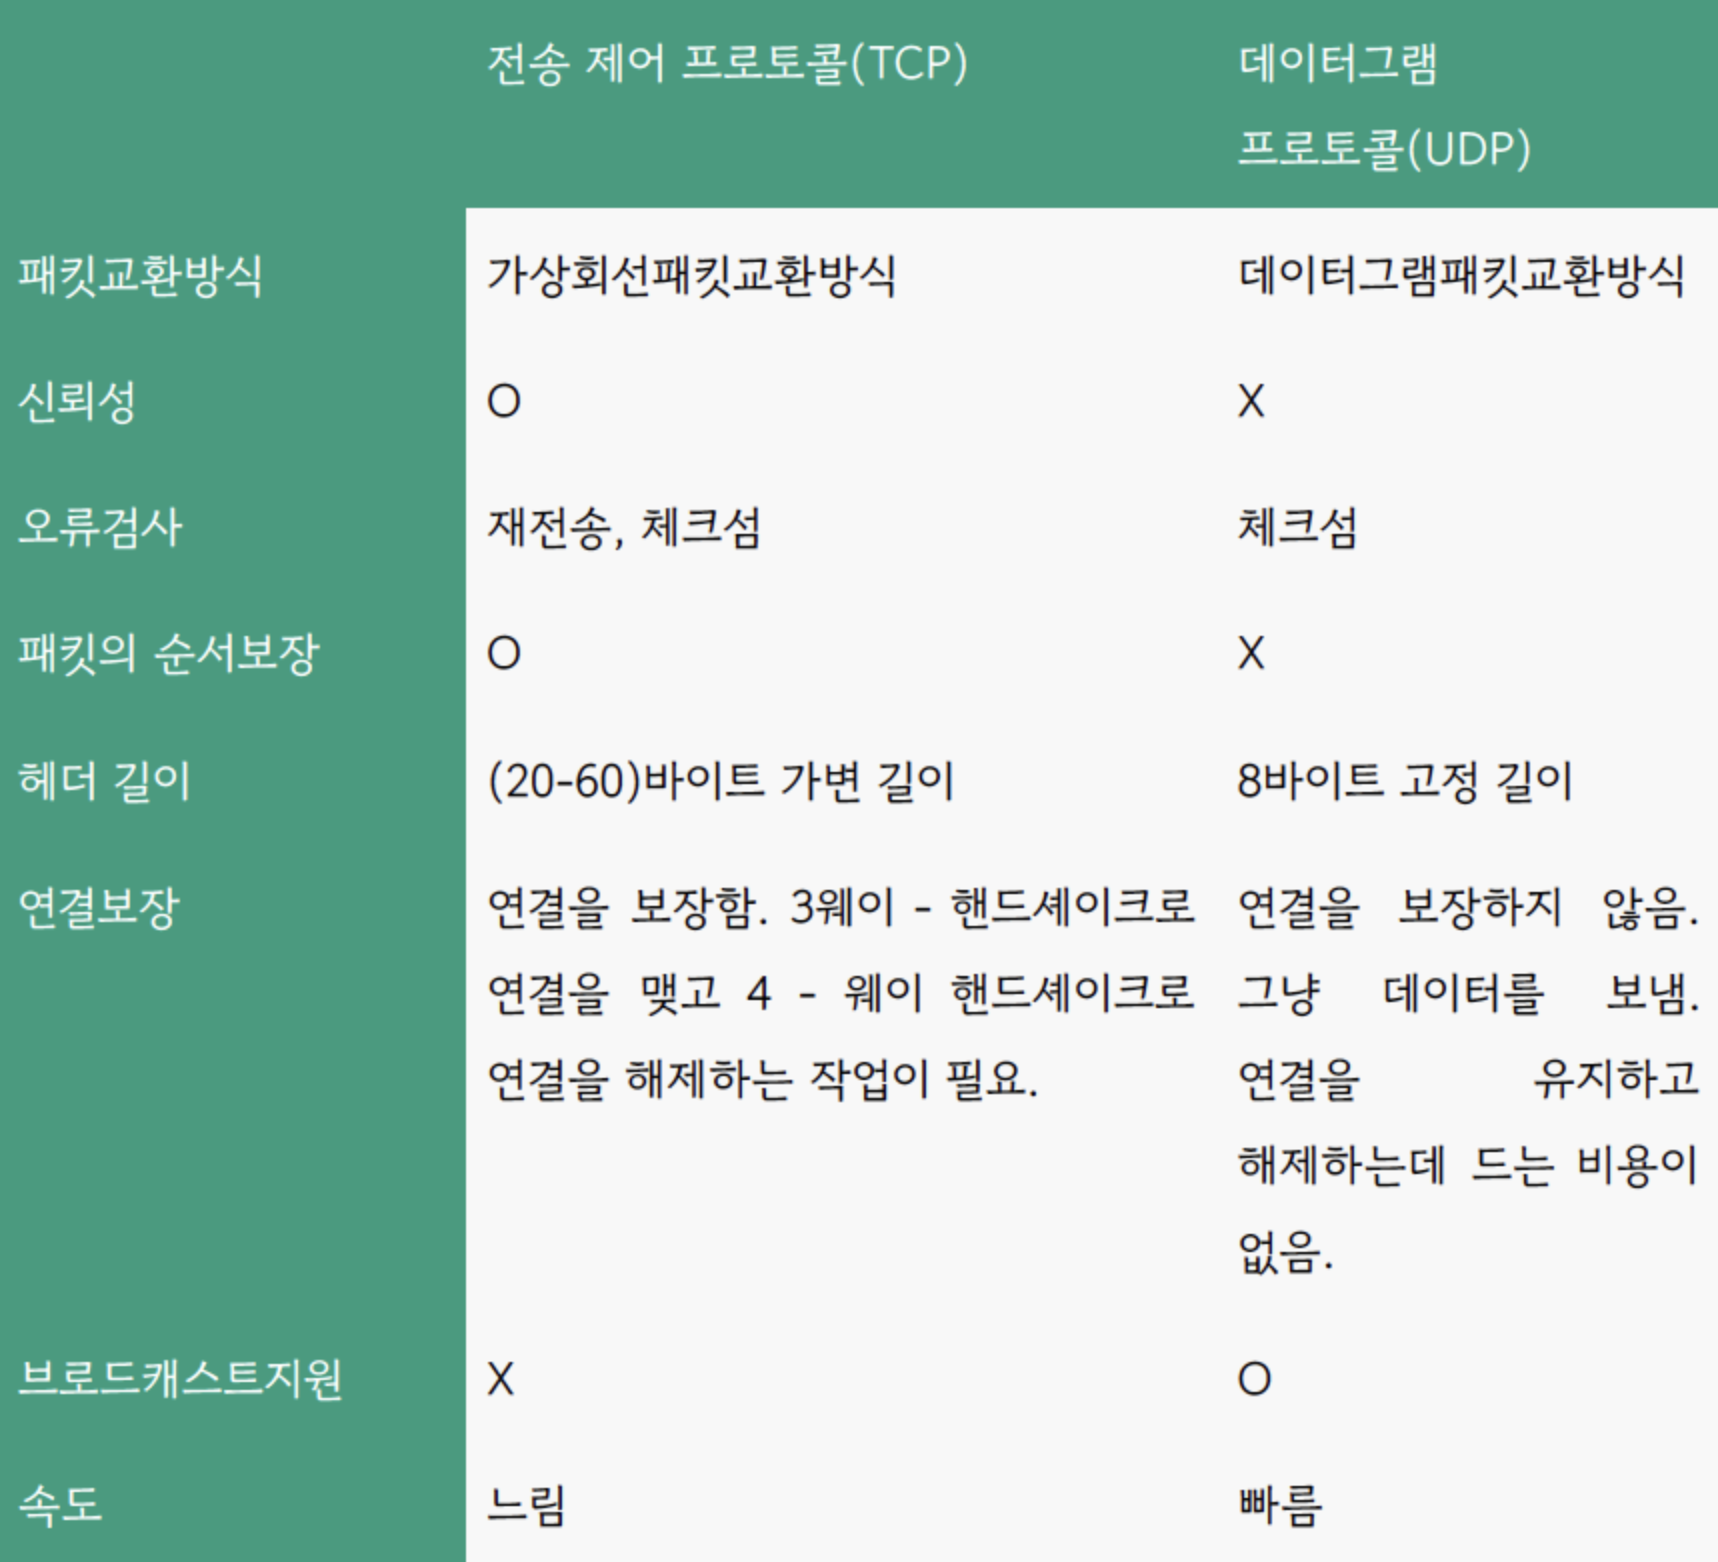 전송 제어 프로토콜(TCP)
데이터그램
프로토콜(UDP)
패킷교환방식
가상회선패킷교환방식
데이터그램패킷교환방식
신뢰성
O
X
오류검사
재전송, 체크섬
체크섬
패킷의 순서보장
O
X
헤더 길이
(20-60)바이트 가변 길이
8바이트 고정 길이
연결보장
연결을 보장함. 3웨이 - 핸드셰이크로
연결을 맺고 4 - 웨이 핸드셰이크로
연결을 해제하는 작업이 필요.
연결을 보장하지 않음.
그냥 데이터를 보냄.
연결을 유지하고
해제하는데 드는 비용이
없음.
브로드캐스트지원
X
O
속도
느림
빠름